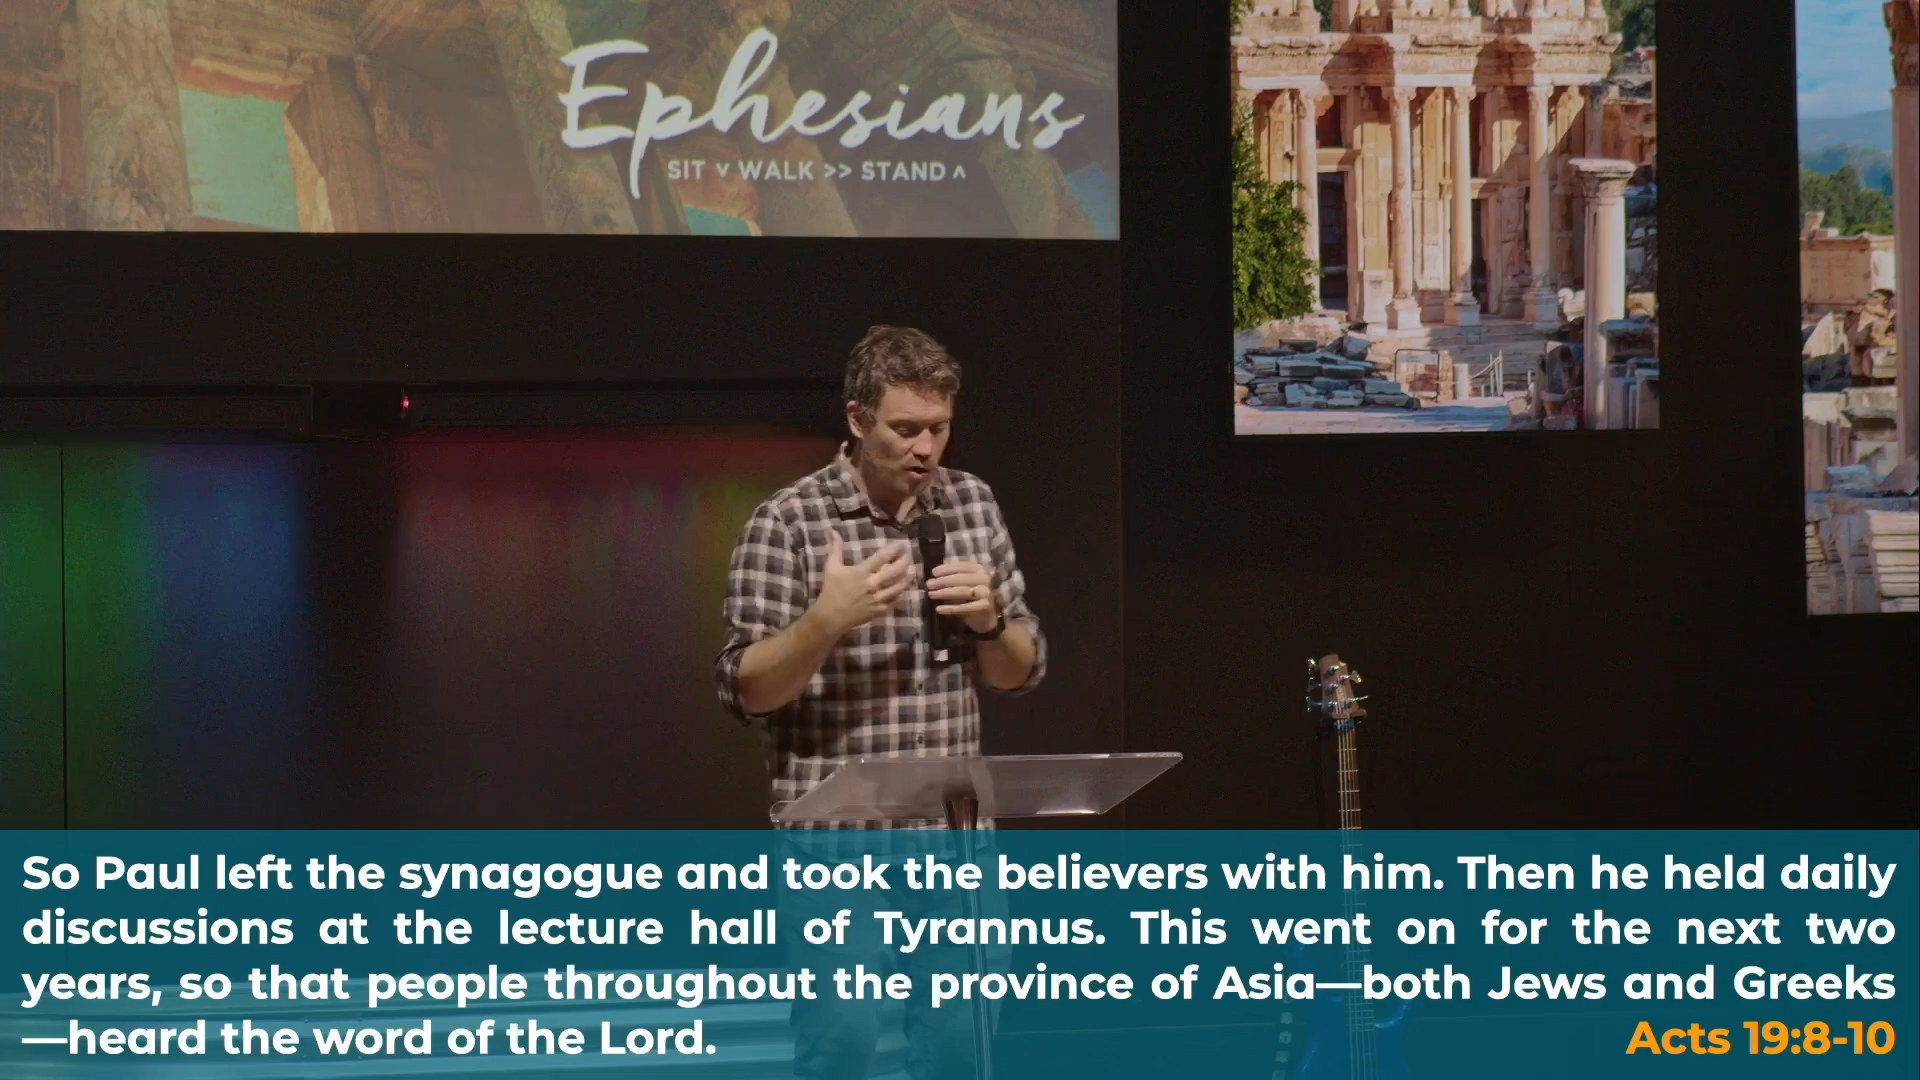 Ephesians
SIT v WALK >> STAND ^
So Paul left the synagogue and took the believers with him. Then he held daily
discussions at the lecture hall of Tyrannus. This went on for the next two
years, so that people throughout the province of Asia—both Jews and Greeks
—heard the word of the Lord.
Acts 19:8-10